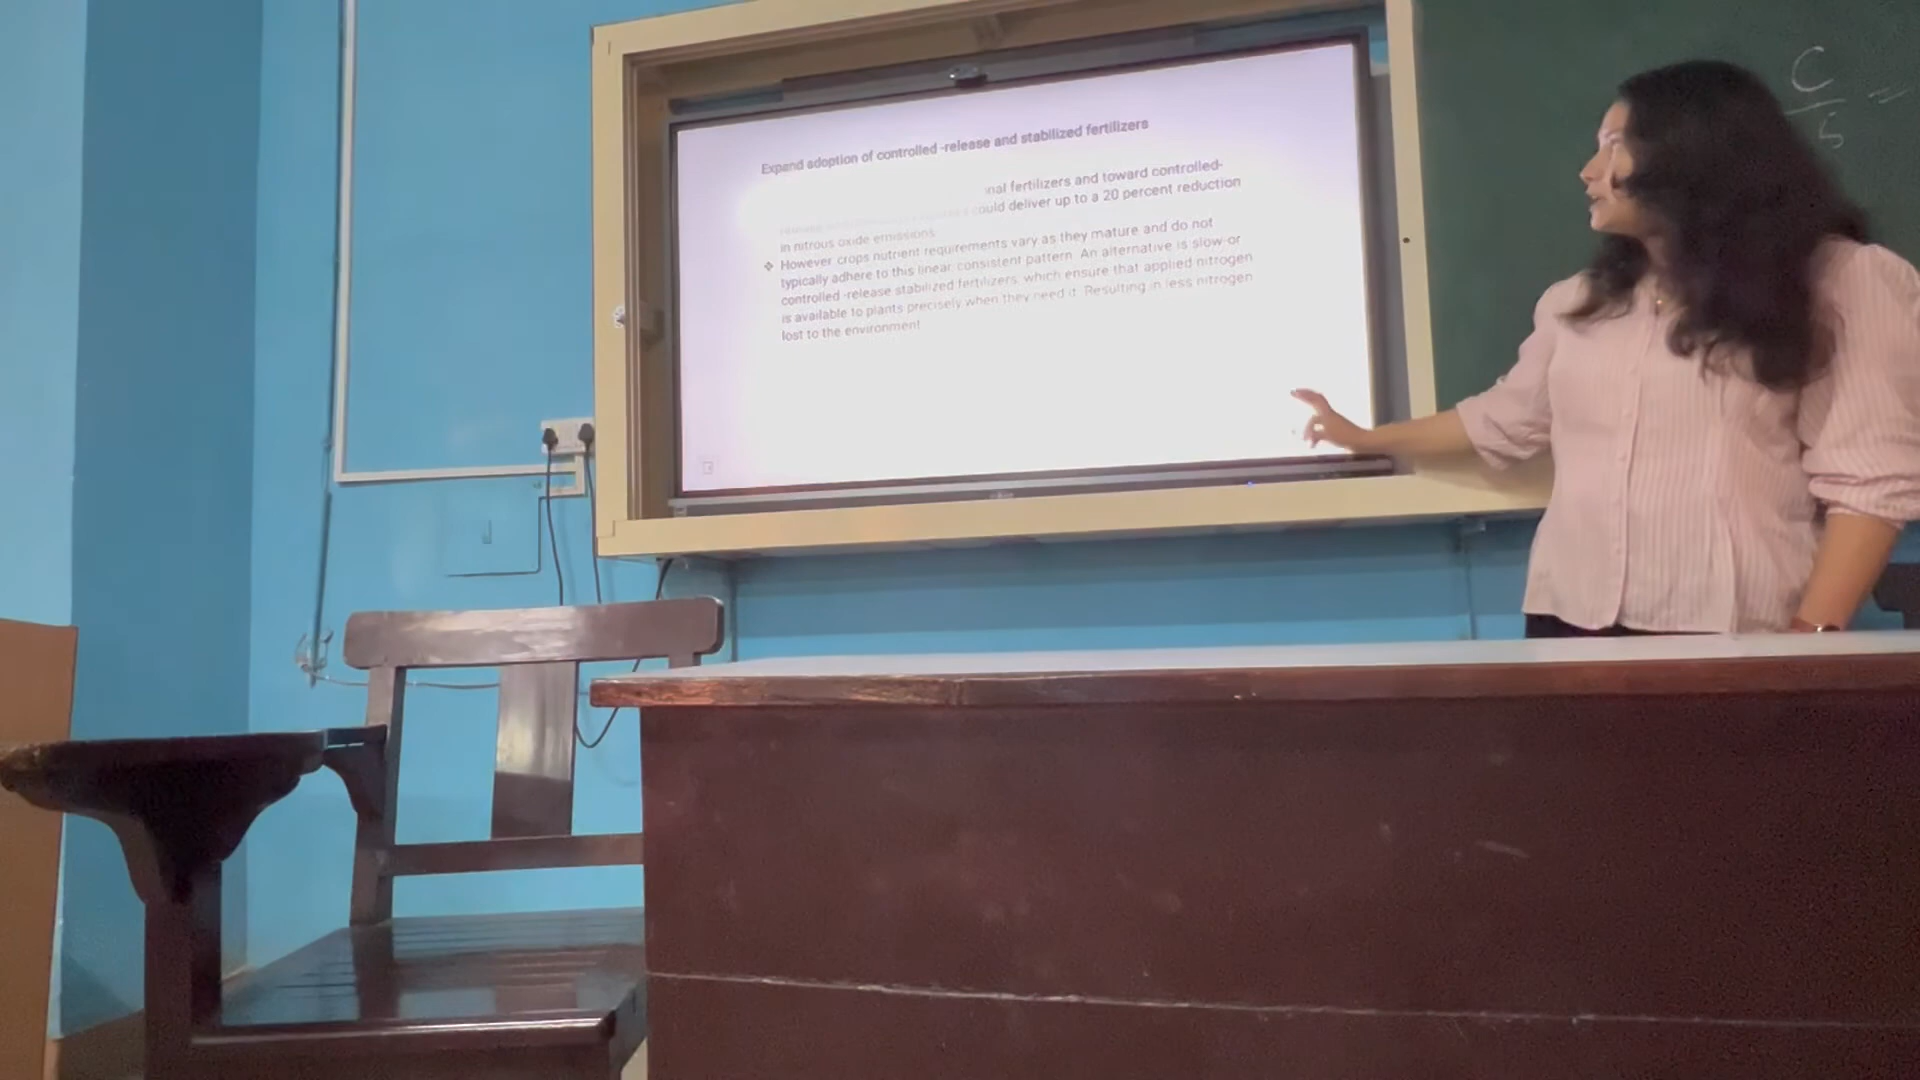 Expand adoption of controlled -release and stabilized fertilizers
fertilizers and toward controlled-
could deliver up to a 20 percent reduction
in nitrous oxide emissions
❖ However crops nutrient requirements vary as they mature and do not
typically adhere to this linear, consistent pattern. An alternative is slow-or
controlled -release stabilized fertilizers, which ensure that applied nitrogen
is available to plants precisely when they need it. Resulting in less nitrogen
lost to the environment
C
5